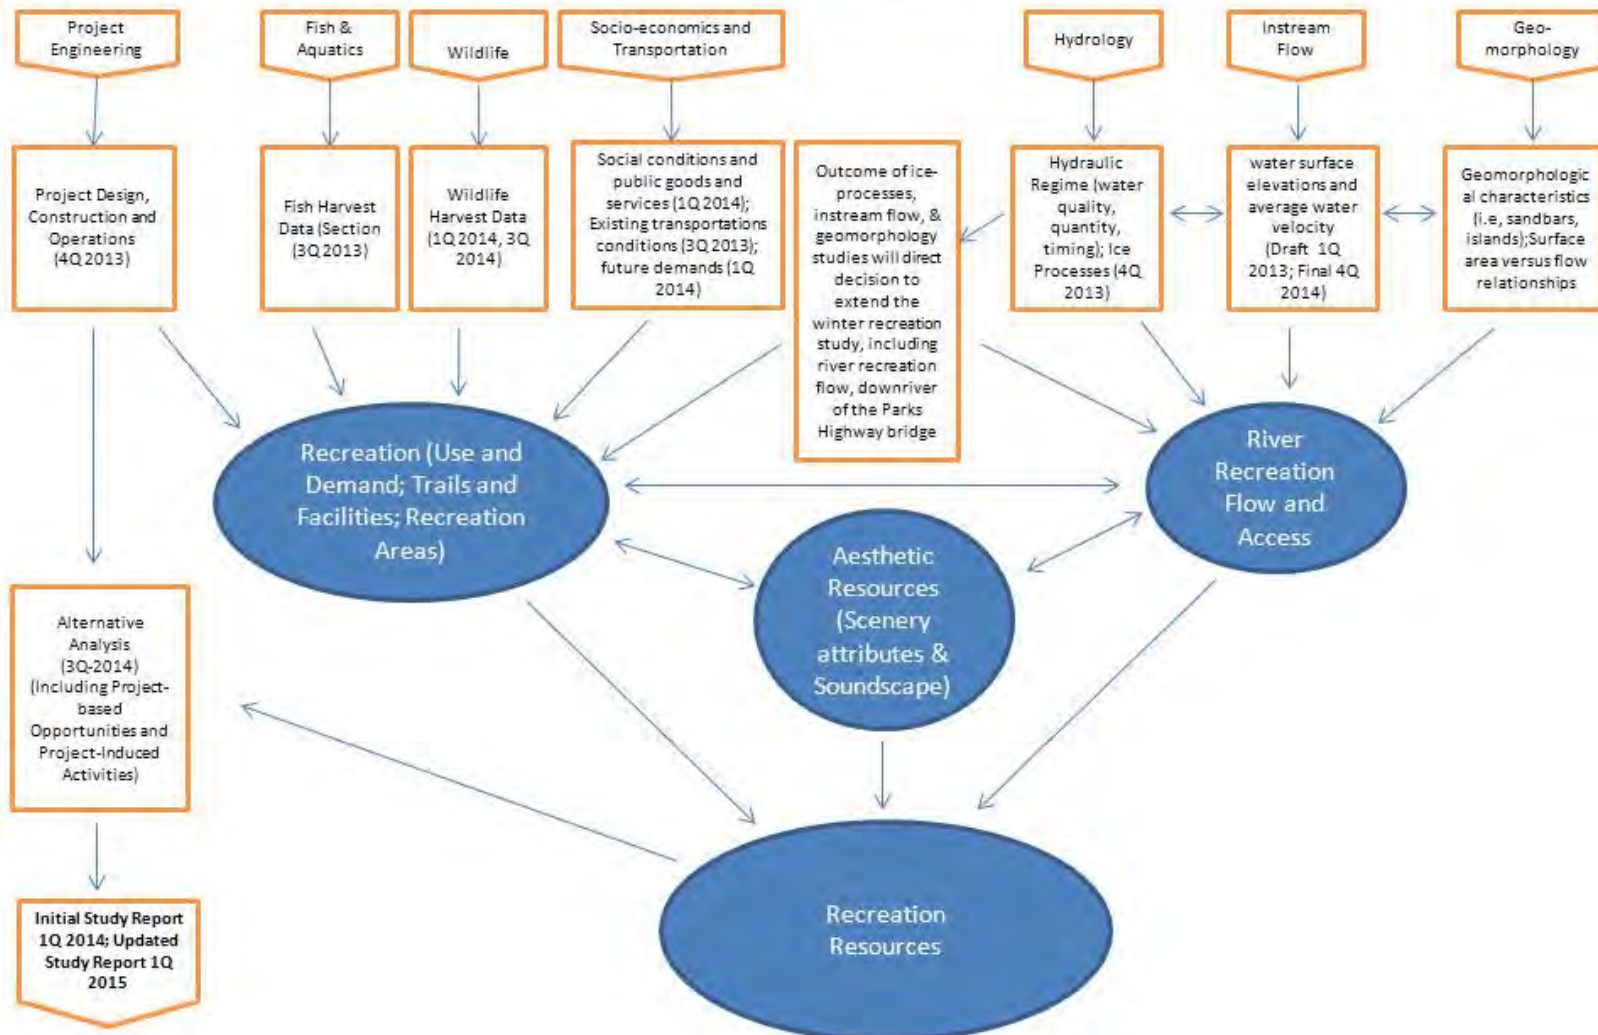 Project
Engineering
Fish &
Aquatics
Wildlife
Socio-economics and
Transportation
Hydrology
Instream
Flow
Geo-
morphology
Project Design,
Construction and
Operations
(4Q 2013)
Fish Harvest
Data (Section
(3Q 2013)
Wildlife
Harvest Data
(1Q 2014, 3Q
2014)
Social conditions and
public goods and
services (1Q 2014);
Existing transportations
conditions (3Q 2013);
future demands (1Q
2014)
Outcome of ice-
processes,
instream flow, &
geomorphology
studies will direct
decision to
extend the
winter recreation
study, including
river recreation
flow, downriver
of the Parks
Highway bridge
Hydraulic
Regime (water
quality,
quantity,
timing); Ice
Processes (4Q
2013)
water surface
elevations and
average water
velocity
(Draft 1Q
2013; Final 4Q
2014)
Geomorphologic
al characteristics
(i.e, sandbars,
islands);Surface
area versus flow
relationships
Recreation (Use and
Demand; Trails and
Facilities; Recreation
Areas)
River
Recreation
Flow and
Access
Aesthetic
Resources
(Scenery
attributes &
Soundscape)
Alternative
Analysis
(3Q-2014)
(Including Project-
based
Opportunities and
Project-Induced
Activities)
Recreation
Resources
Initial Study Report
1Q 2014; Updated
Study Report 1Q
2015